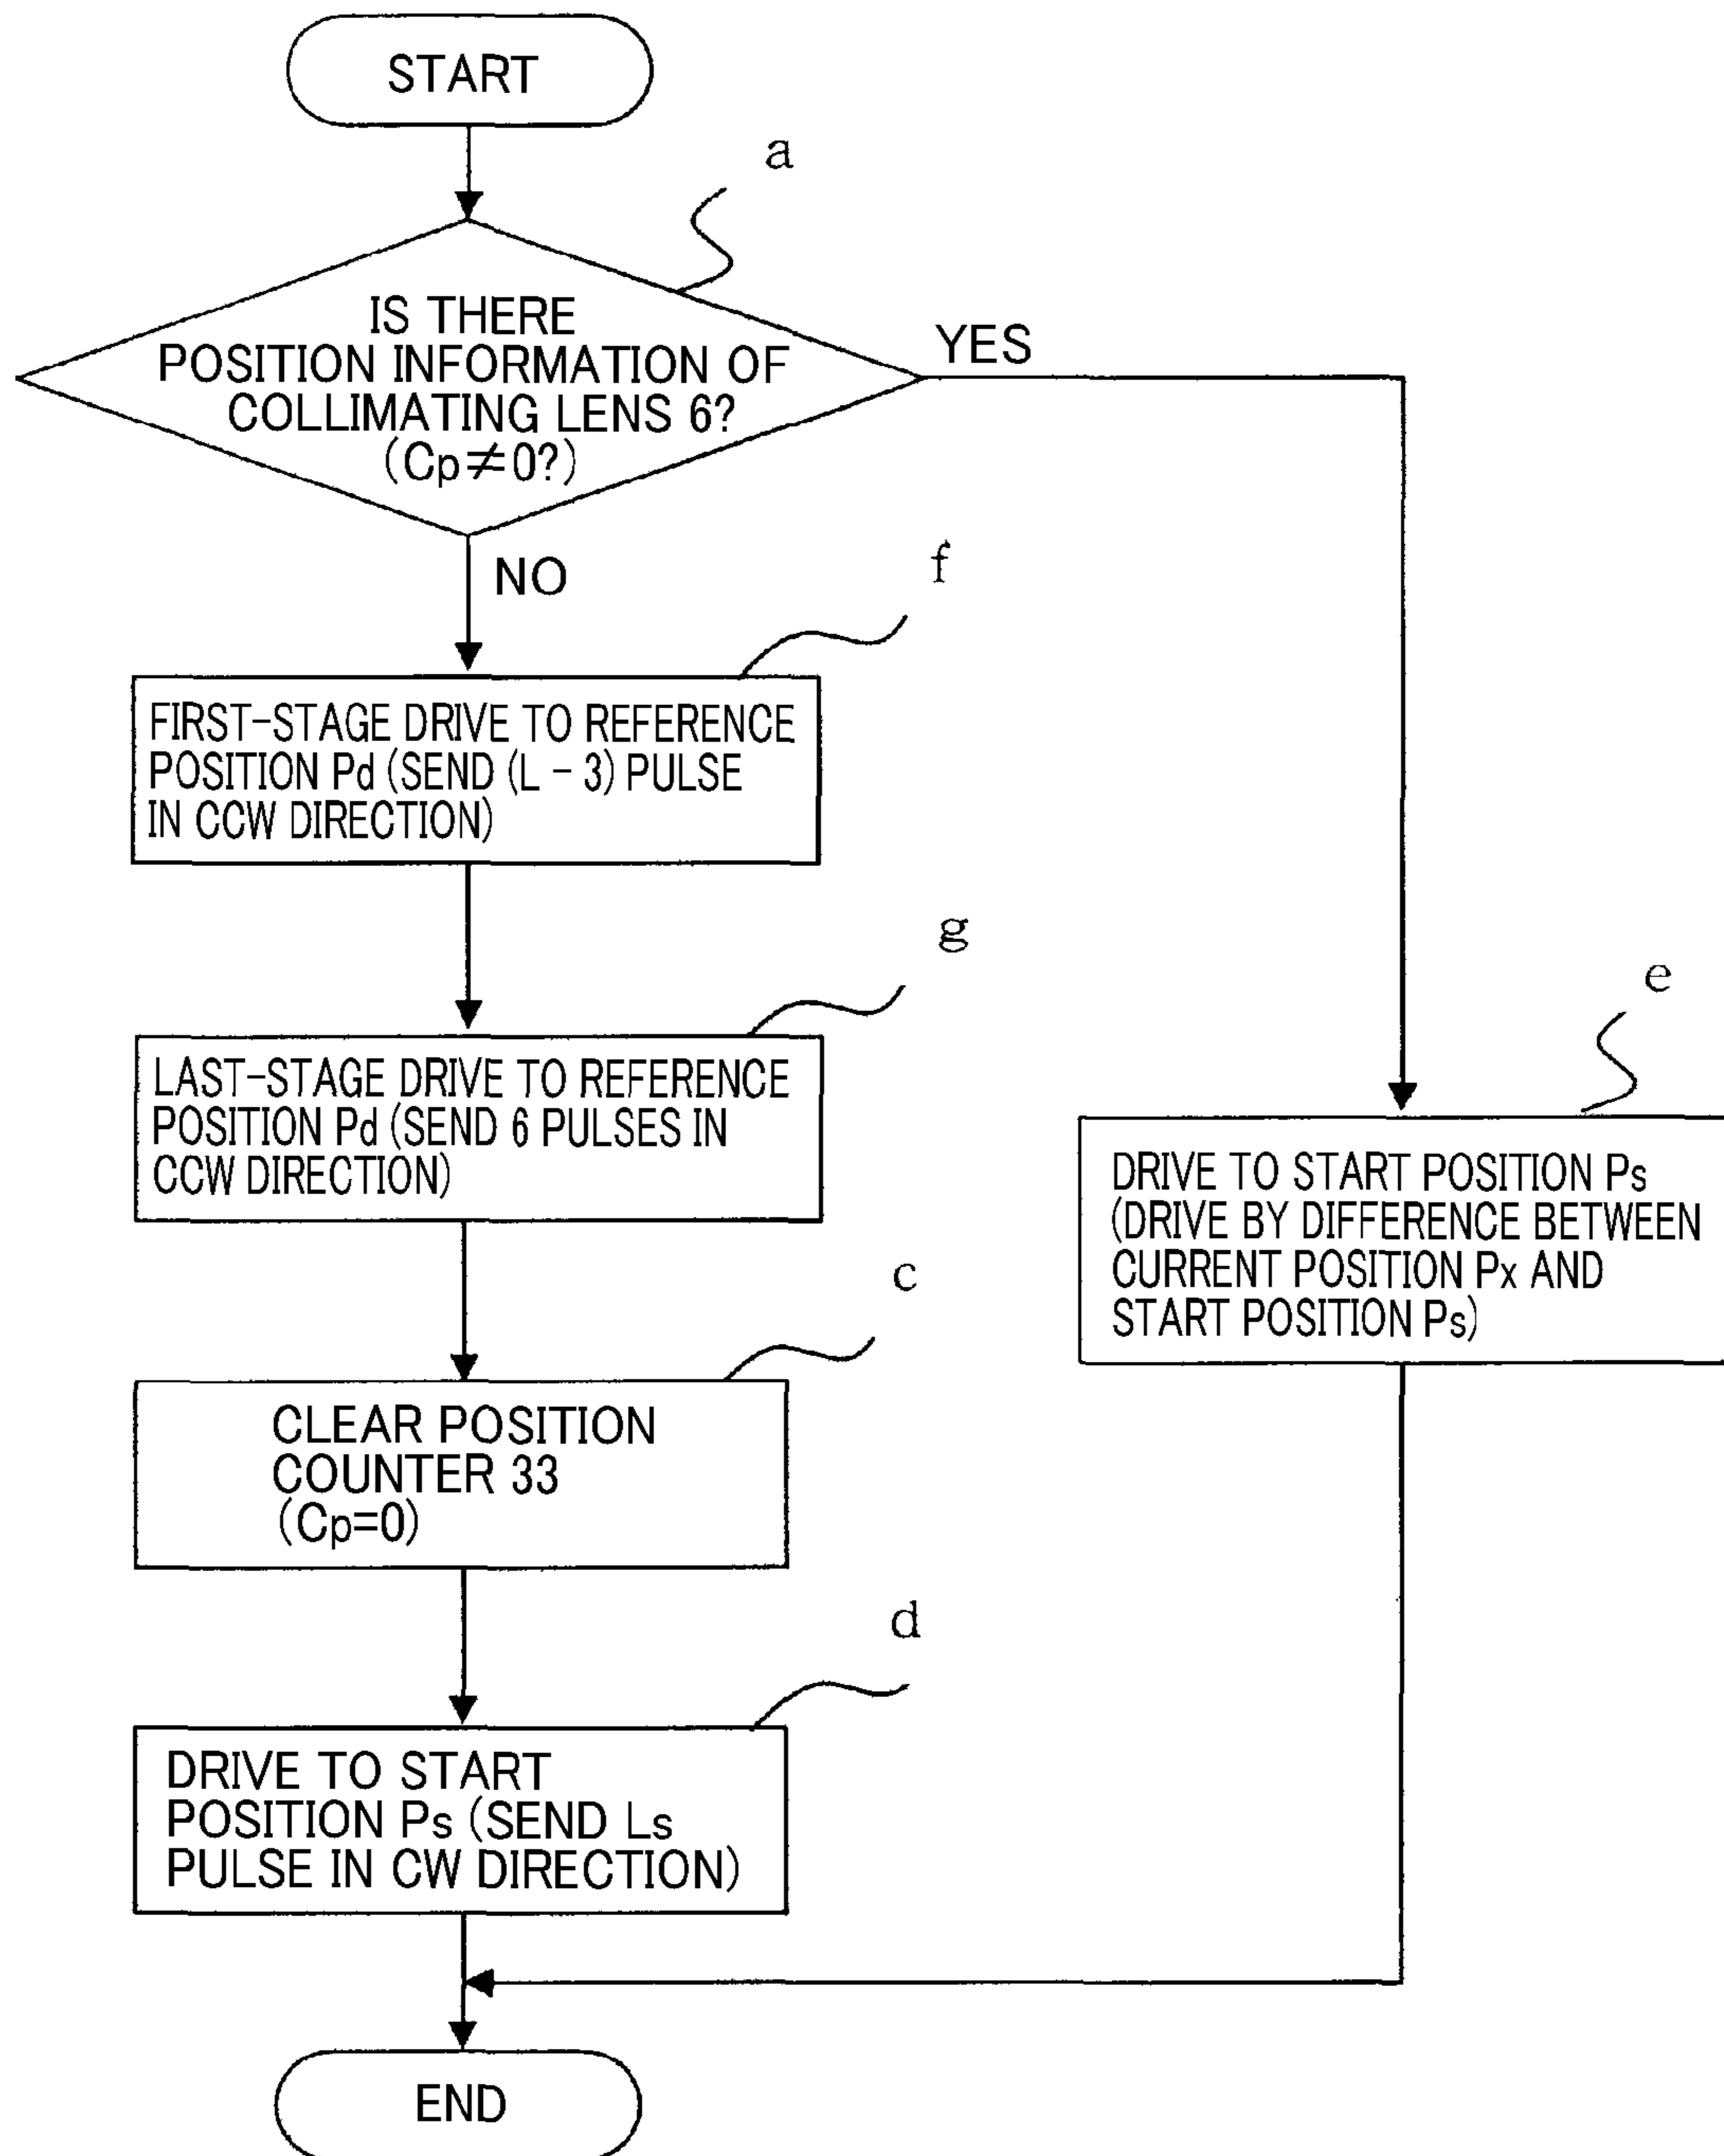 START
a
IS THERE
POSITION INFORMATION OF
COLLIMATING LENS 6?
(Cp≠0?)
YES
NO
f
FIRST-STAGE DRIVE TO REFERENCE
POSITION Pd (SEND (L - 3) PULSE
IN CCW DIRECTION)
g
LAST-STAGE DRIVE TO REFERENCE
POSITION Pd (SEND 6 PULSES IN
CCW DIRECTION)
e
DRIVE TO START POSITION Ps
(DRIVE BY DIFFERENCE BETWEEN
CURRENT POSITION Px AND
START POSITION Ps)
c
CLEAR POSITION
COUNTER 33
(Cp=0)
d
DRIVE TO START
POSITION Ps (SEND Ls
PULSE IN CW DIRECTION)
END